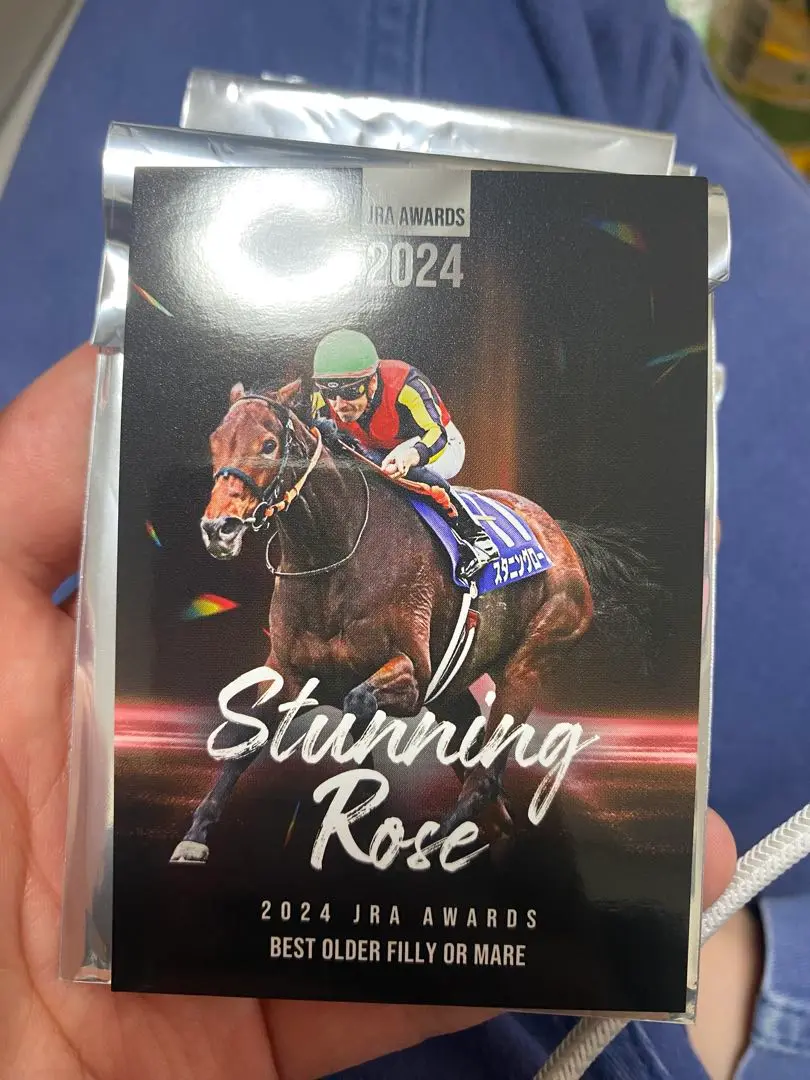 JRA AWARDS
2024
スタニングロー
Stunning
Rose
2024 JRA AWARDS
BEST OLDER FILLY OR MARE